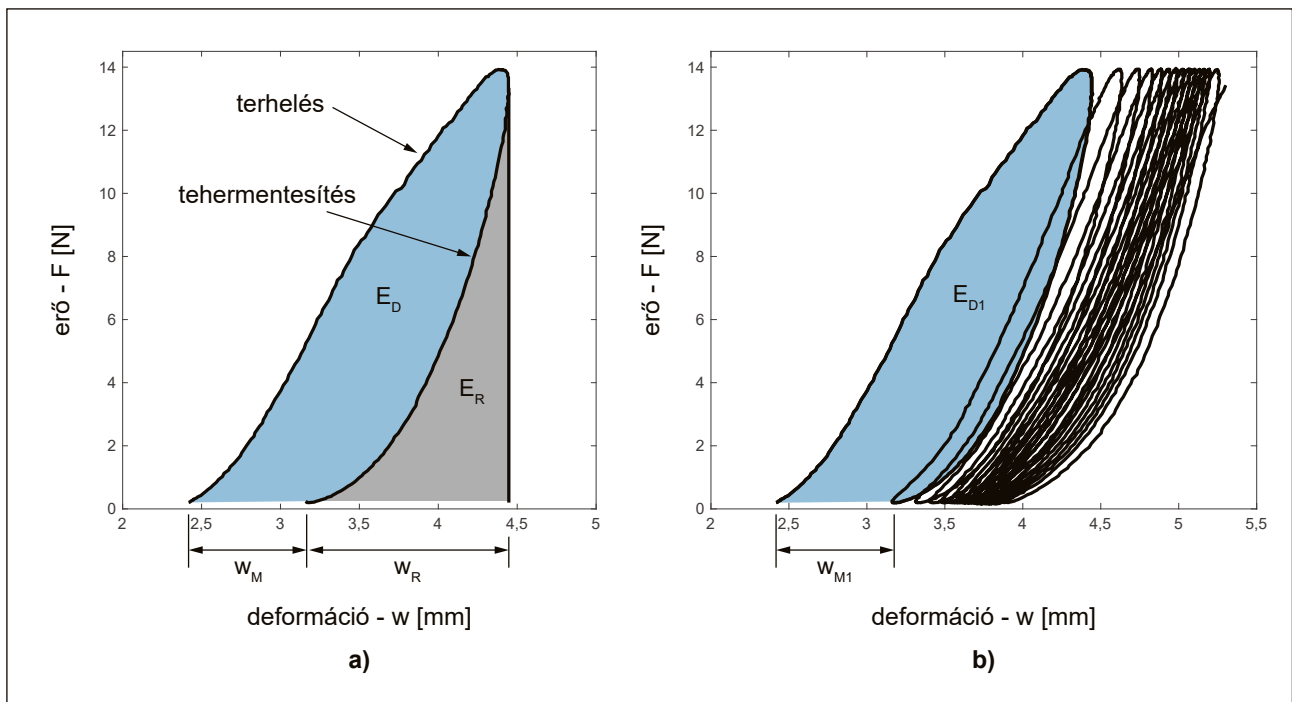 14
12
10
8
6
4
2
0
erő - F [N]
terhelés
tehermentesítés
E_D
E_R
2
2,5
3
3,5
4
4,5
5
w_M
w_R
deformáció - w [mm]
a)
14
12
10
8
6
4
2
0
erő - F [N]
E_D1
2
2,5
3
3,5
4
4,5
5
5,5
w_M1
deformáció - w [mm]
b)